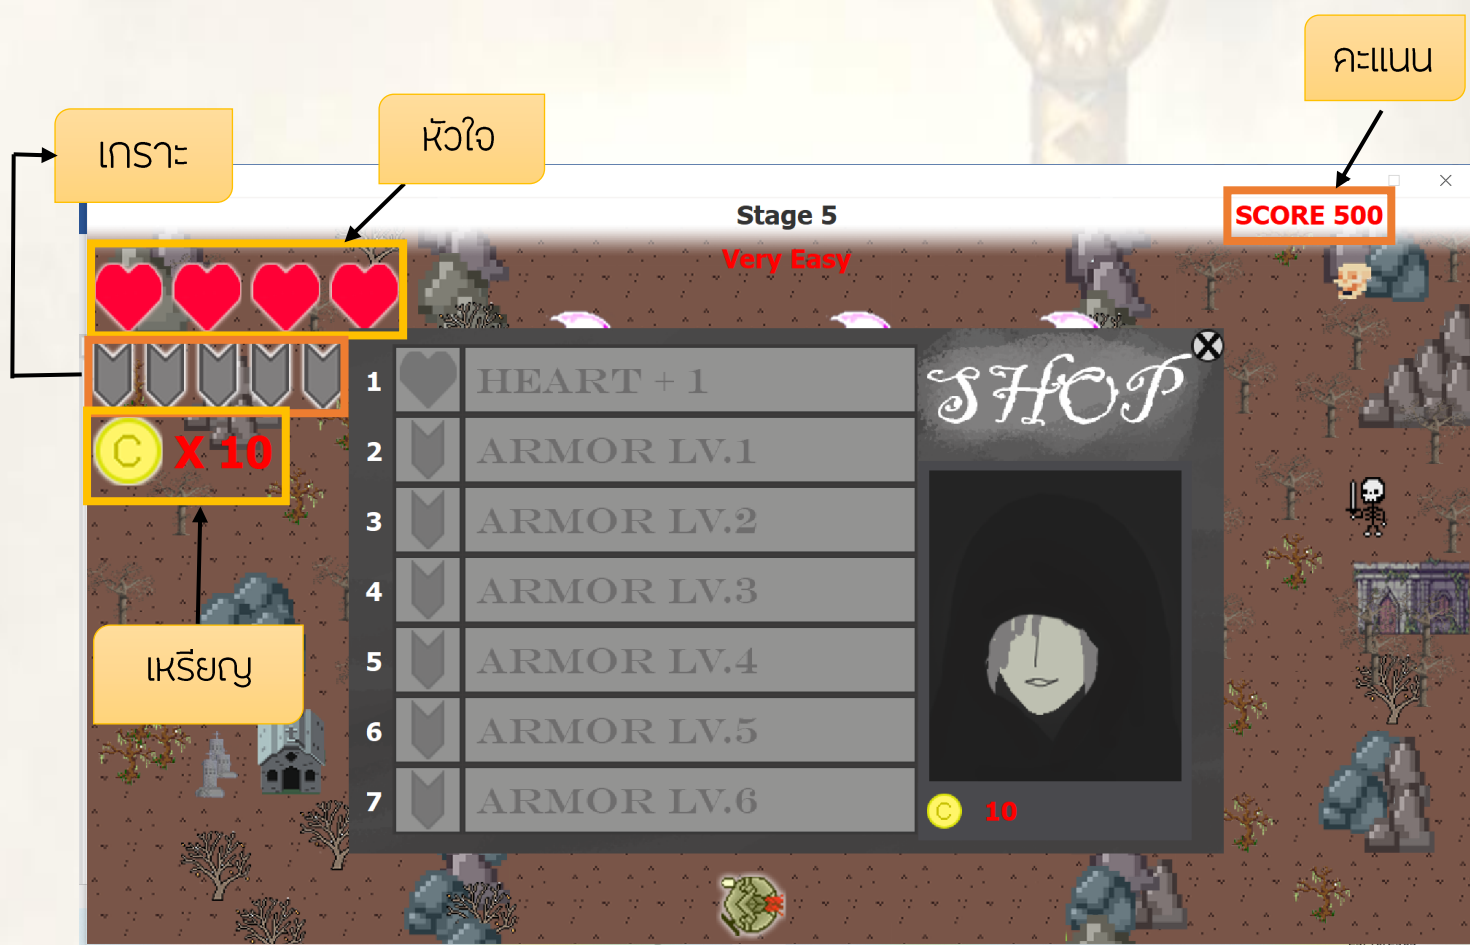 คะแนน
หัวใจ
เกราะ
Stage 5
SCORE 500
Very Easy
SHOP
1 HEART + 1
2 ARMOR LV.1
C X 10
3 ARMOR LV.2
4 ARMOR LV.3
5 ARMOR LV.4
เหรียญ
6 ARMOR LV.5
7 ARMOR LV.6
C 10